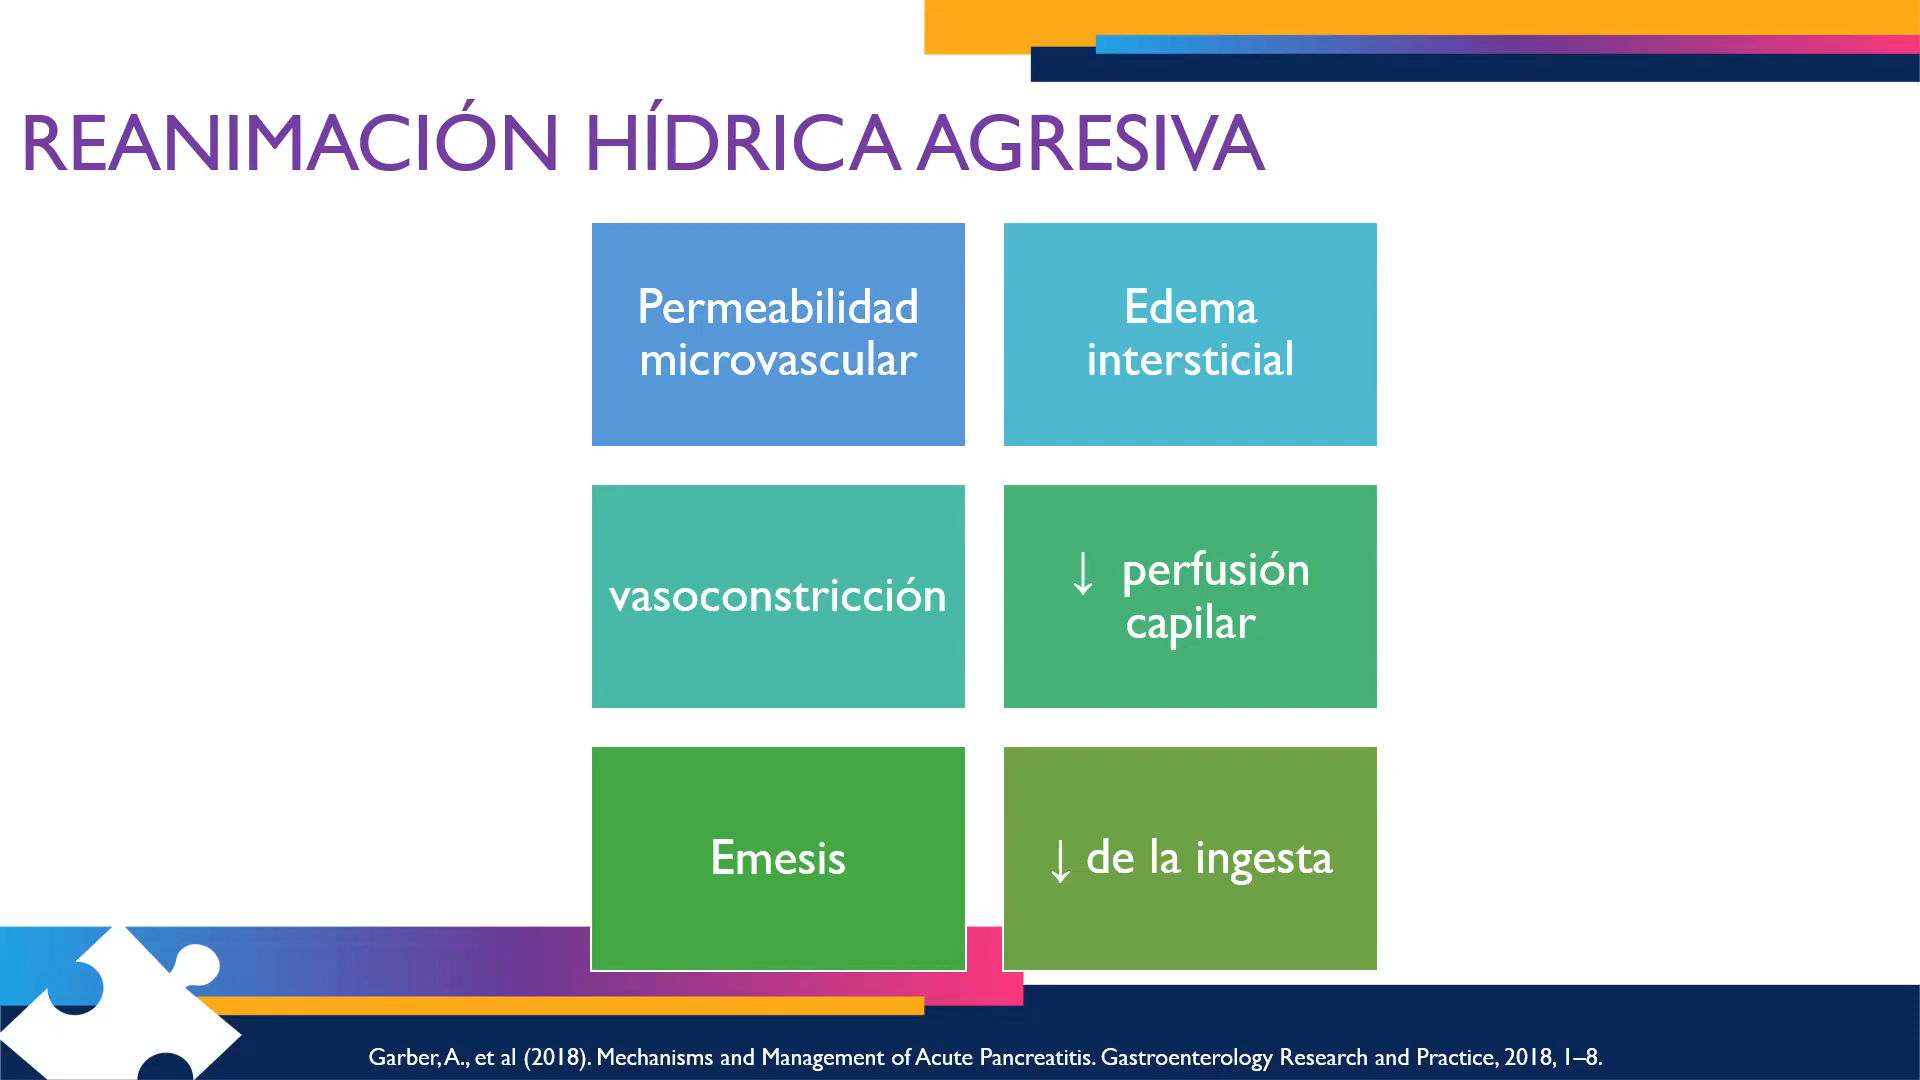 REANIMACIÓN HÍDRICA AGRESIVA
Permeabilidad
microvascular
Edema
intersticial
vasoconstricción
↓ perfusión
capilar
Emesis
↓ de la ingesta
Garber, A., et al (2018). Mechanisms and Management of Acute Pancreatitis. Gastroenterology Research and Practice, 2018, 1–8.